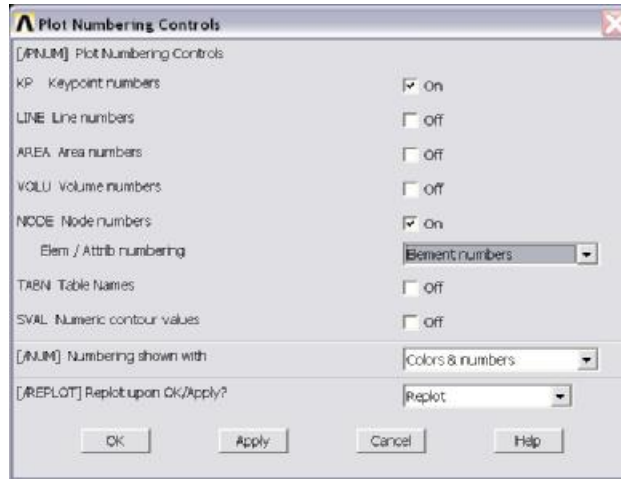 Plot Numbering Controls
[/PNUM] Plot Numbering Controls
KP Keypoint numbers On
LINE Line numbers Off
AREA Area numbers Off
VOLU Volume numbers Off
NODE Node numbers On
Elem / Attrib numbering Element numbers
TABN Table Names Off
SVAL Numeric contour values Off
[/NUM] Numbering shown with Colors & numbers
[/REPLOT] Replot upon OK/Apply? Replot
OK Apply Cancel Help